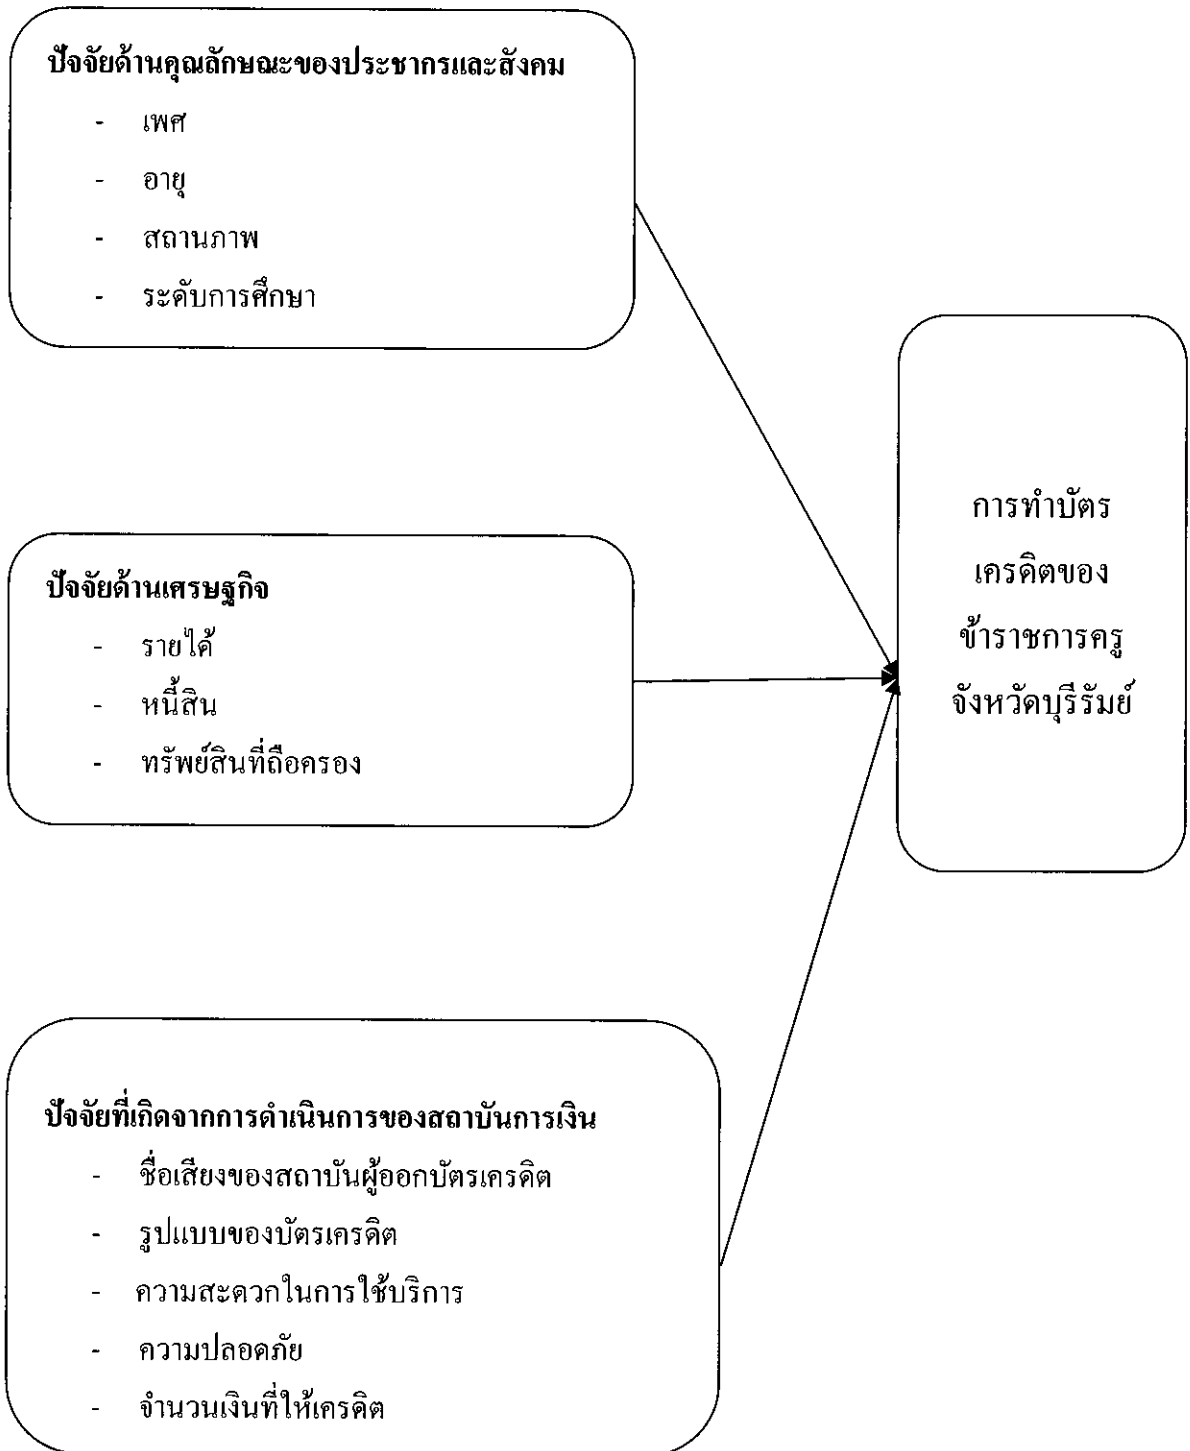 ปัจจัยด้านคุณลักษณะของประชากรและสังคม
- เพศ
- อายุ
- สถานภาพ
- ระดับการศึกษา
ปัจจัยด้านเศรษฐกิจ
- รายได้
- หนี้สิน
- ทรัพย์สินที่ถือครอง
ปัจจัยที่เกิดจากการดำเนินการของสถาบันการเงิน
- ชื่อเสียงของสถาบันผู้ออกบัตรเครดิต
- รูปแบบของบัตรเครดิต
- ความสะดวกในการใช้บริการ
- ความปลอดภัย
- จำนวนเงินที่ให้เครดิต
การทำบัตร
เครดิตของ
ข้าราชการครู
จังหวัดบุรีรัมย์